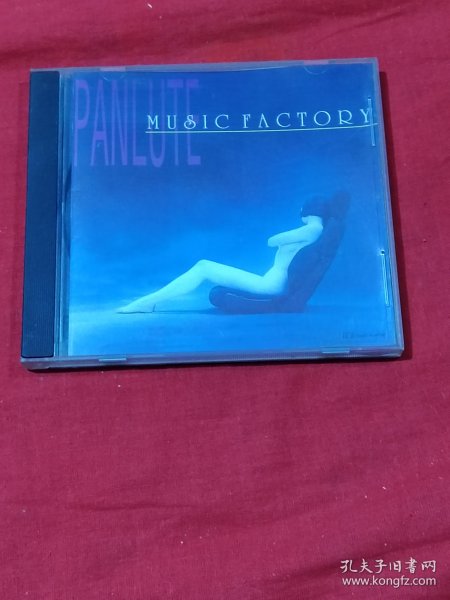 PANLUTE
MUSIC FACTORY
孔夫子旧书网
www.kongfz.com